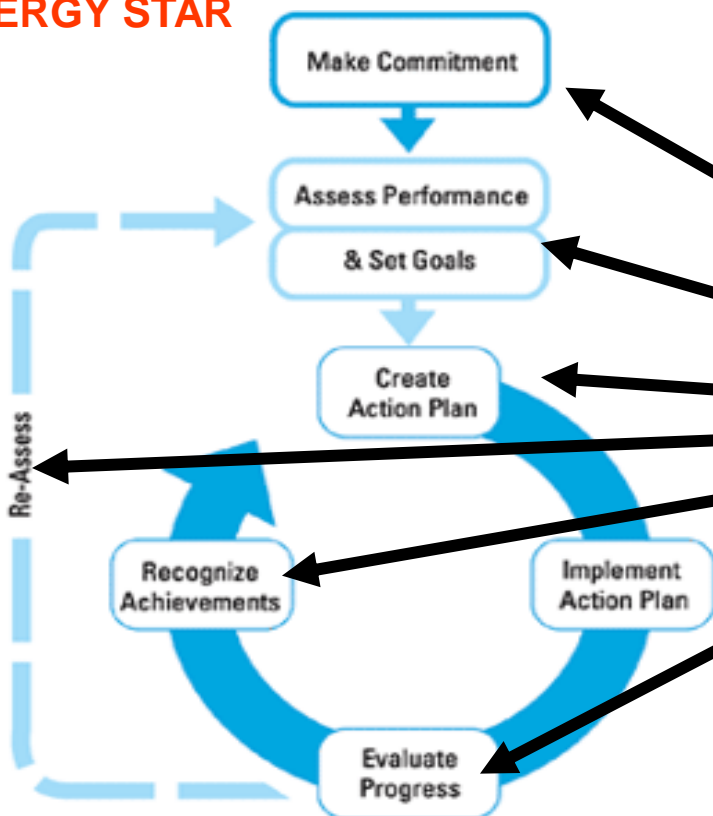 ERGY STAR
Make Commitment
Assess Performance
& Set Goals
Create
Action Plan
Re-Assess
Recognize
Achievements
Implement
Action Plan
Evaluate
Progress